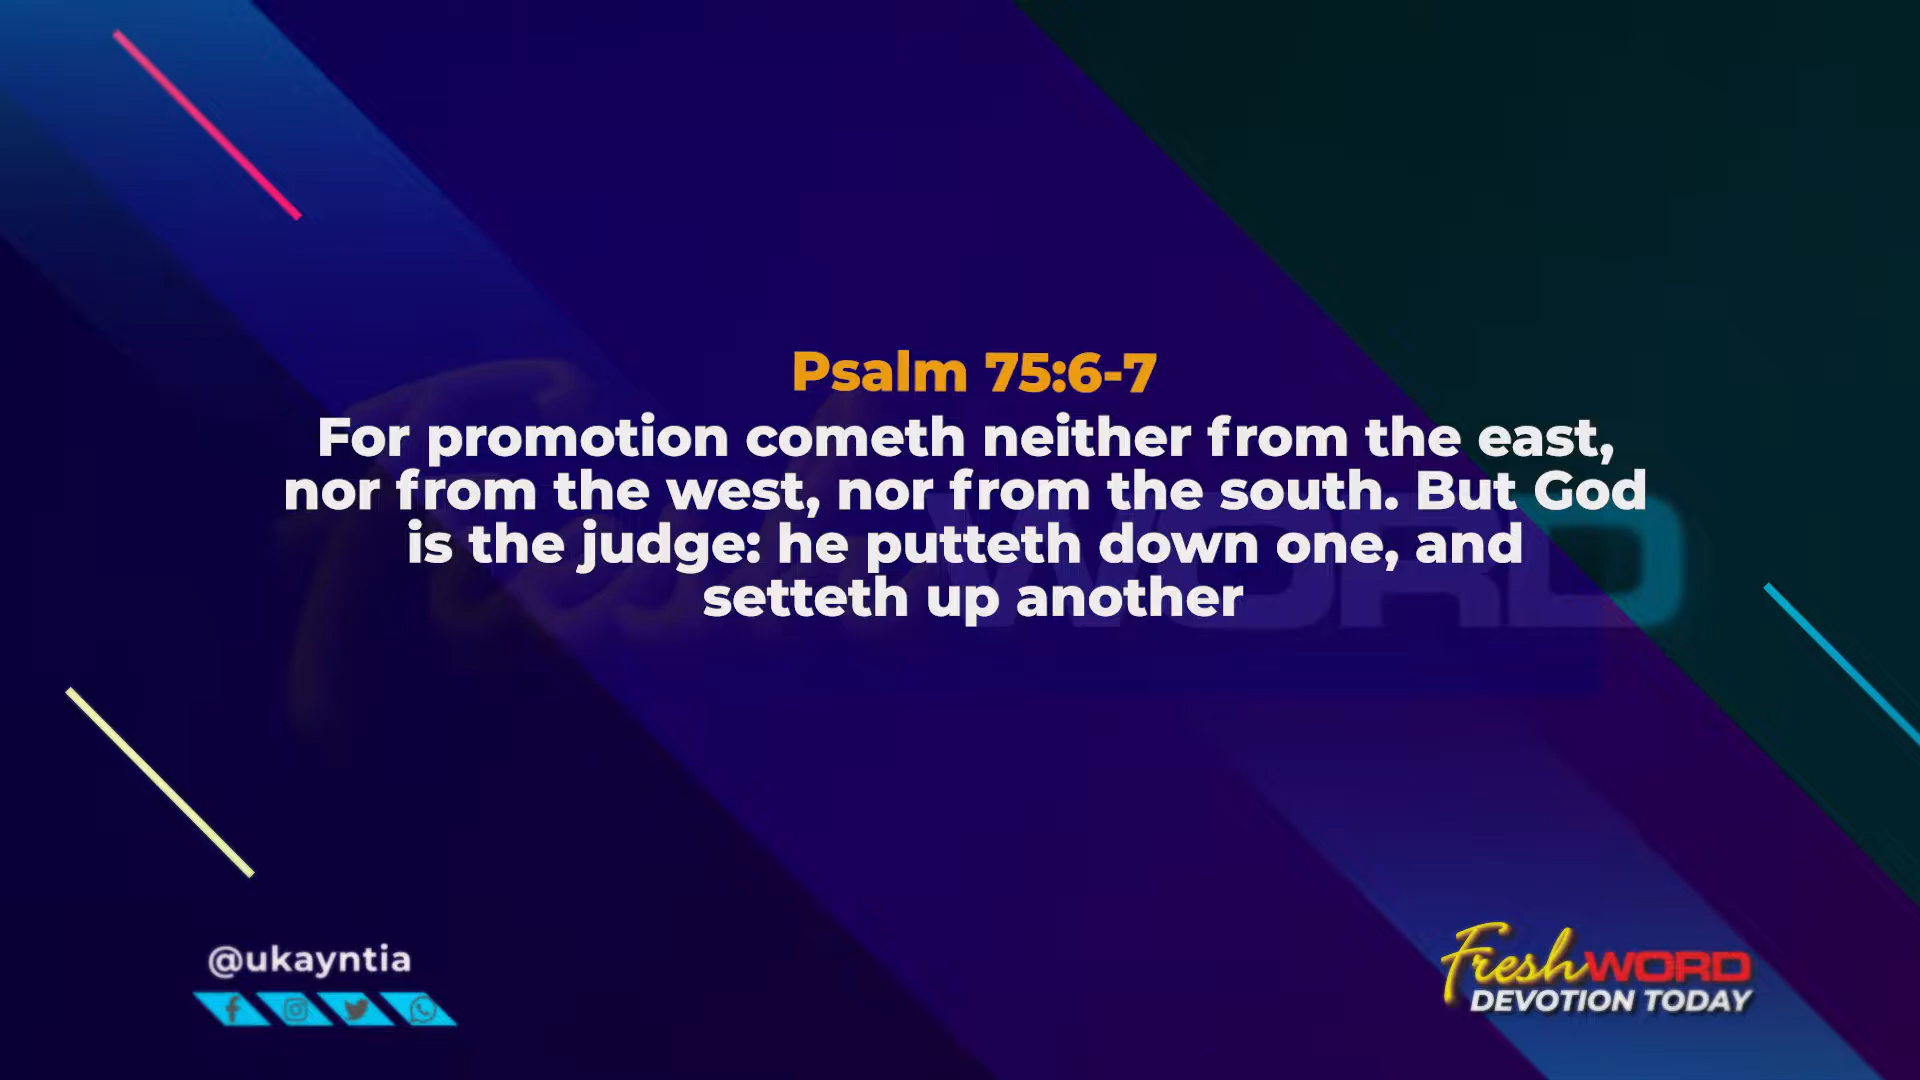 Psalm 75:6-7
For promotion cometh neither from the east,
nor from the west, nor from the south. But God
is the judge: he putteth down one, and
setteth up another
WORD
@ukayntia
FreshWORD
DEVOTION TODAY